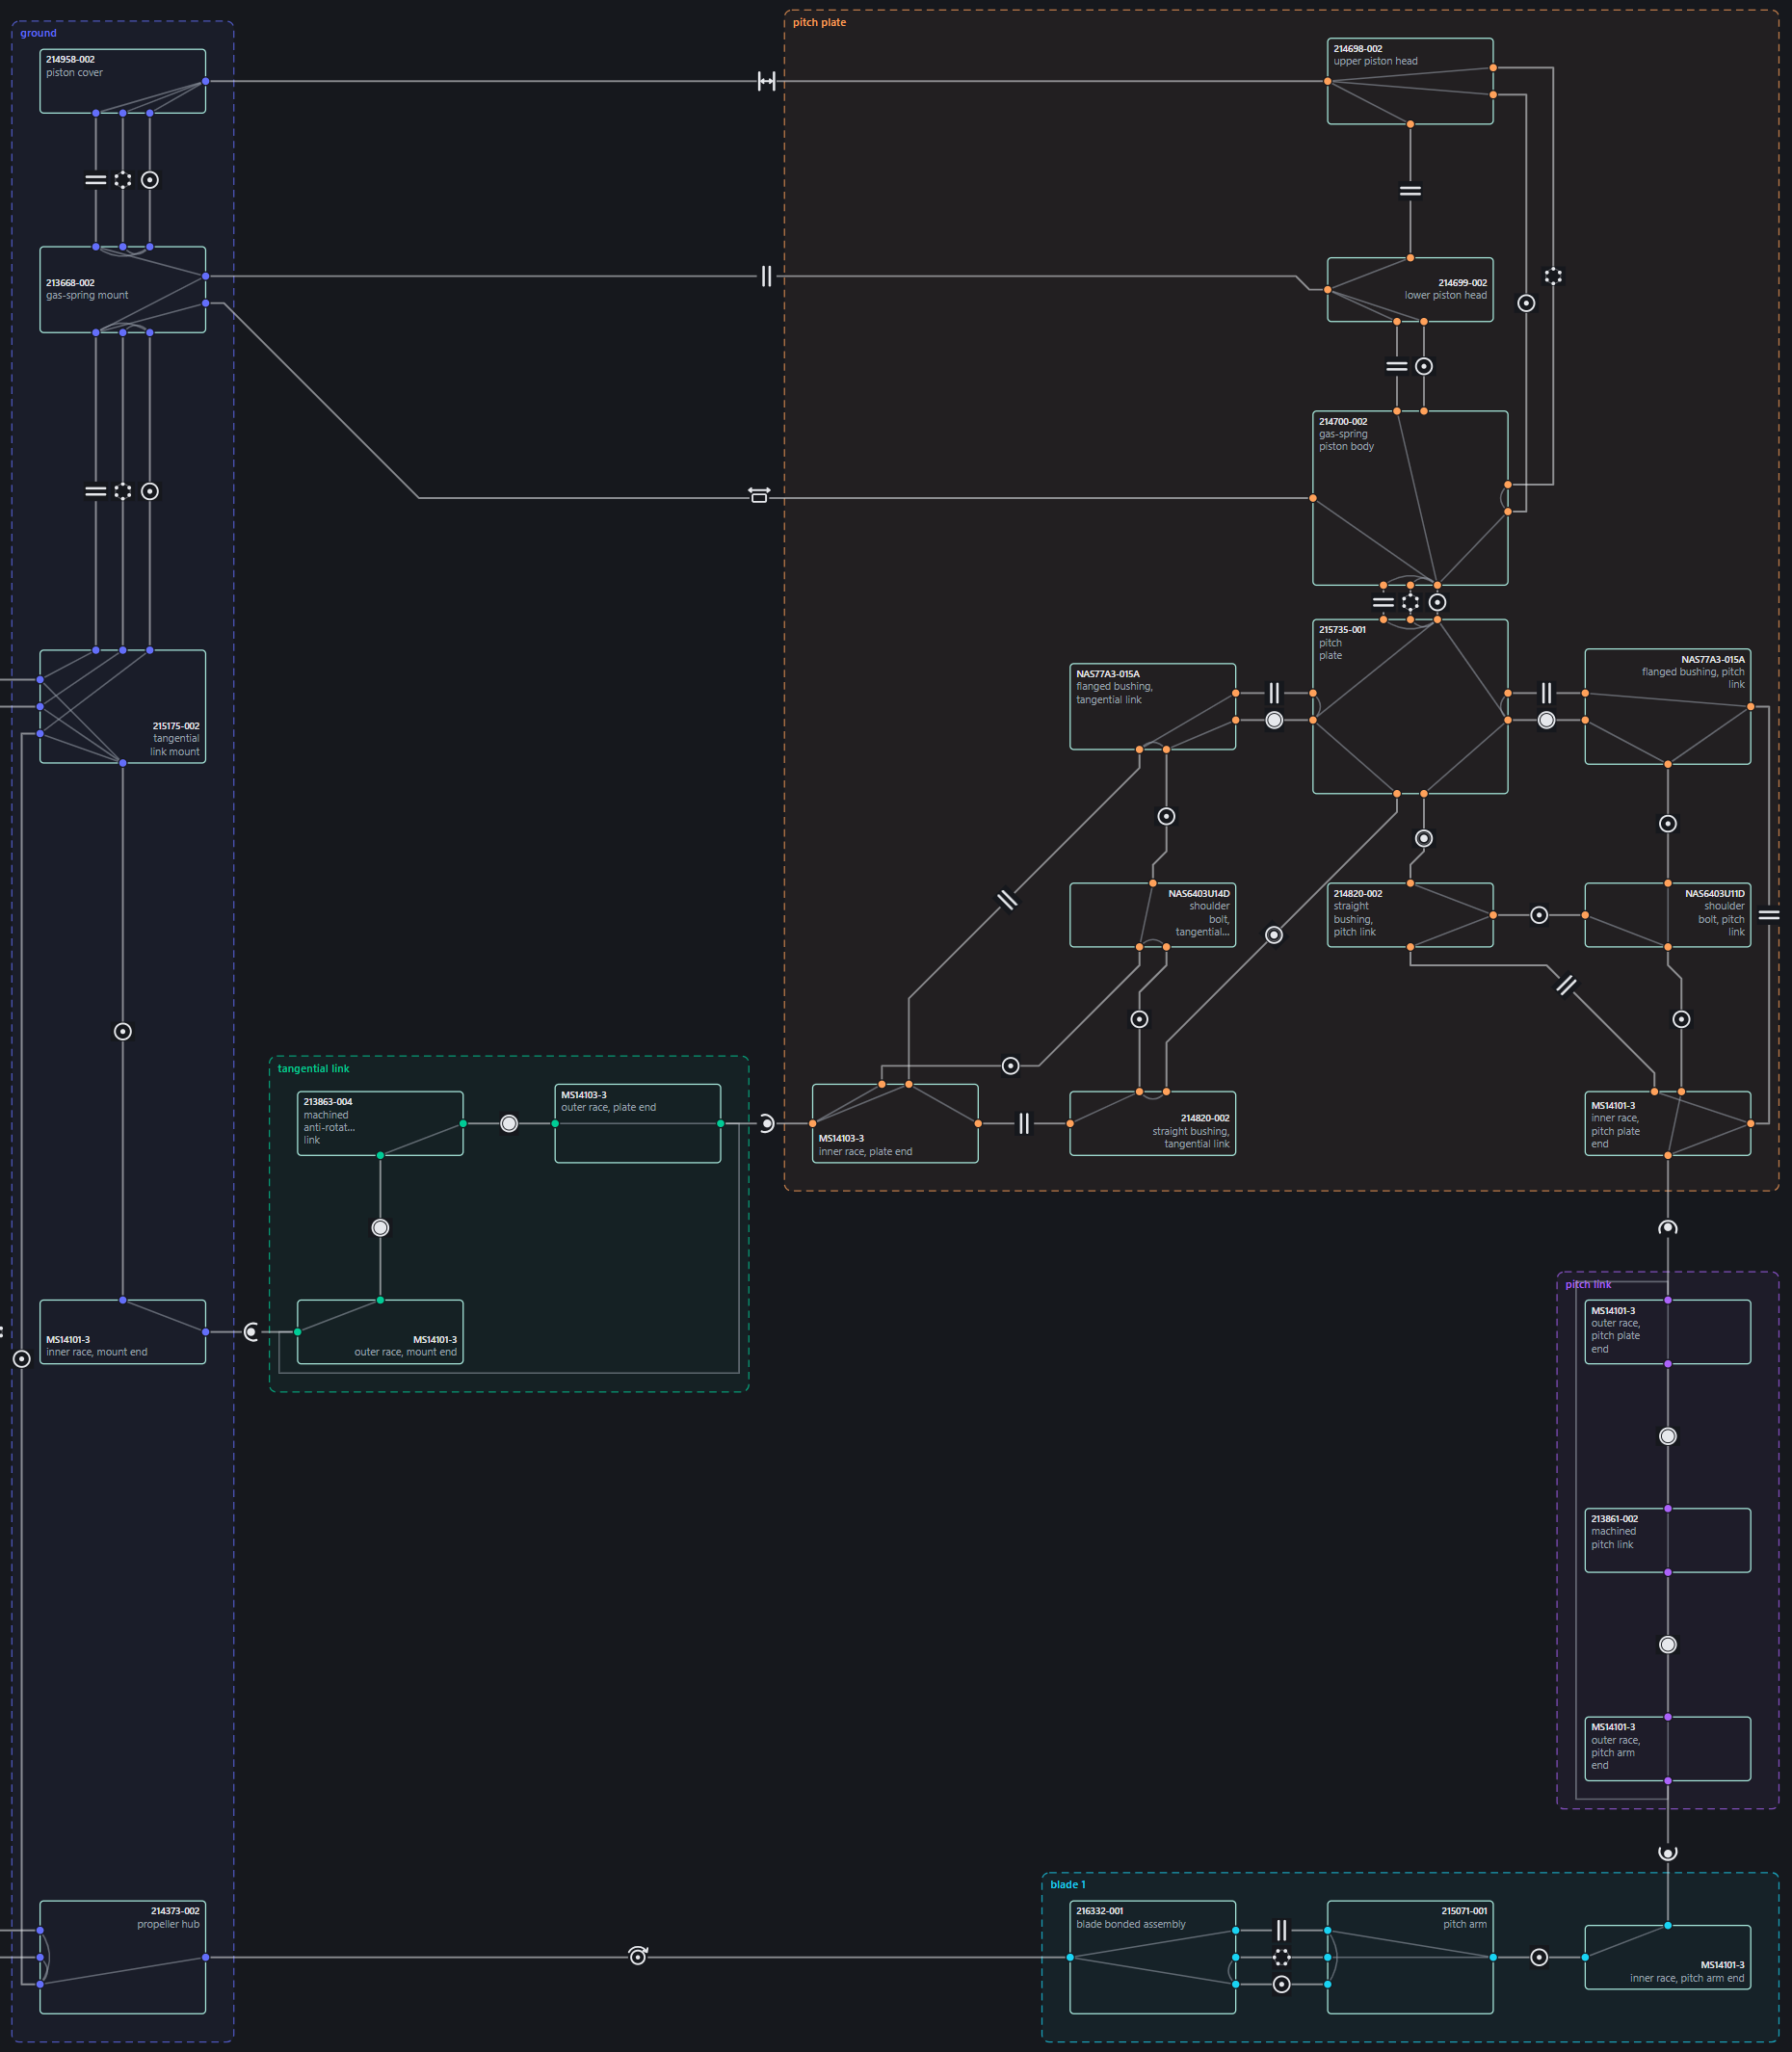 ground
214958-002
piston cover
213668-002
gas-spring mount
215175-002
tangential
link mount
MS14101-3
inner race, mount end
214373-002
propeller hub
tangential link
213863-004
machined
anti-rotat...
link
MS14103-3
outer race, plate end
MS14101-3
outer race, mount end
pitch plate
214698-002
upper piston head
214699-002
lower piston head
214700-002
gas-spring
piston body
215735-001
pitch
plate
NAS77A3-015A
flanged bushing,
tangential link
NAS77A3-015A
flanged bushing, pitch
link
NAS6403U14D
shoulder
bolt,
tangential...
214820-002
straight
bushing,
pitch link
NAS6403U11D
shoulder
bolt, pitch
link
MS14103-3
inner race, plate end
214820-002
straight bushing,
tangential link
MS14101-3
inner race,
pitch plate
end
pitch link
MS14101-3
outer race,
pitch plate
end
213861-002
machined
pitch link
MS14101-3
outer race,
pitch arm
end
blade 1
216332-001
blade bonded assembly
215071-001
pitch arm
MS14101-3
inner race, pitch arm end